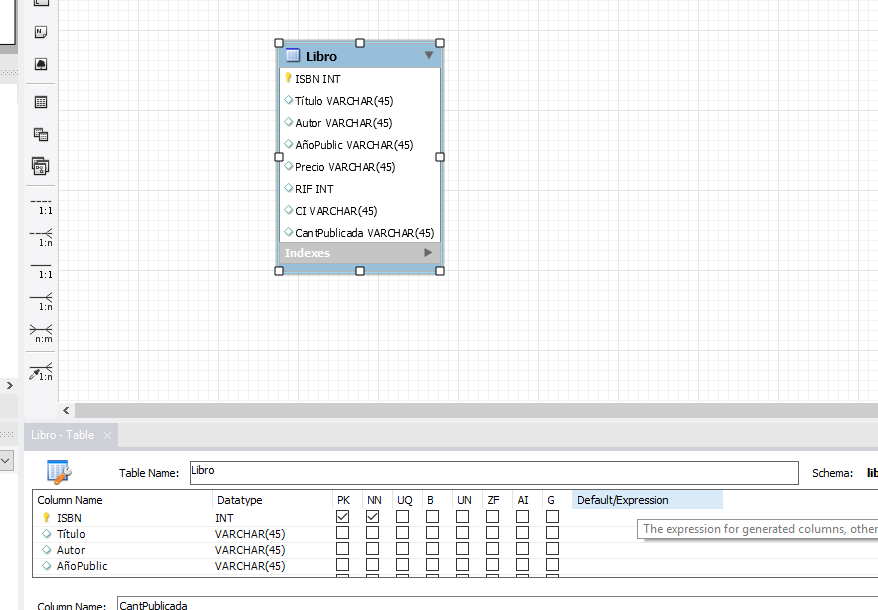 Libro
ISBN INT
Título VARCHAR(45)
Autor VARCHAR(45)
AñoPublic VARCHAR(45)
Precio VARCHAR(45)
RIF INT
CI VARCHAR(45)
CantPublicada VARCHAR(45)
Indexes
1:1
1:n
1:1
1:n
n:m
1:n
Libro - Table
Table Name: Libro Schema: lib
Column Name Datatype PK NN UQ B UN ZF AI G Default/Expression
ISBN INT
The expression for generated columns, other
Título VARCHAR(45)
Autor VARCHAR(45)
AñoPublic VARCHAR(45)
Column Name: CantPublicada